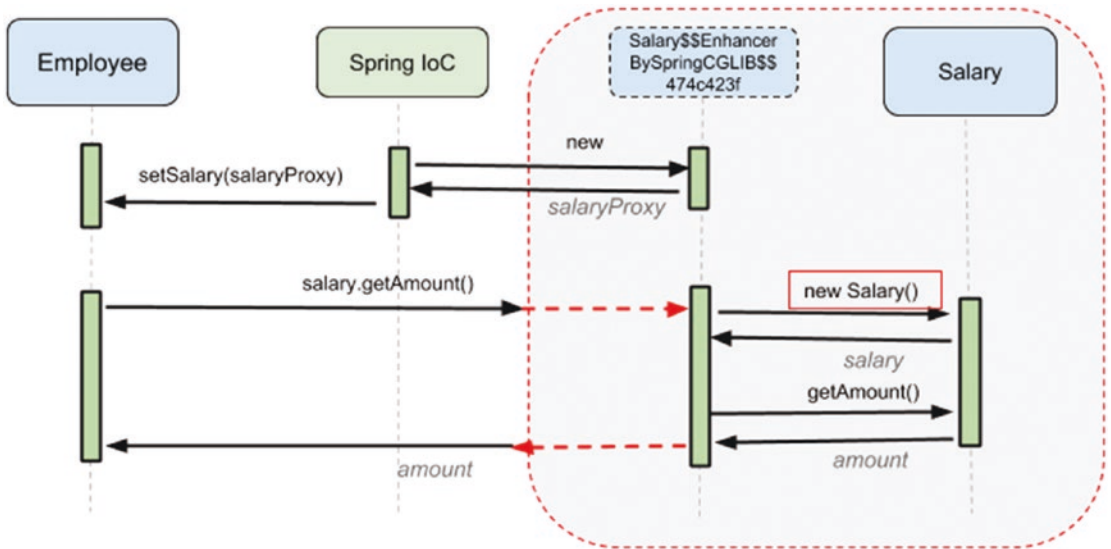 Employee
Spring IoC
Salary$$Enhancer
BySpringCGLIB$$
474c423f
Salary
new
setSalary(salaryProxy)
salaryProxy
salary.getAmount()
new Salary()
salary
getAmount()
amount
amount